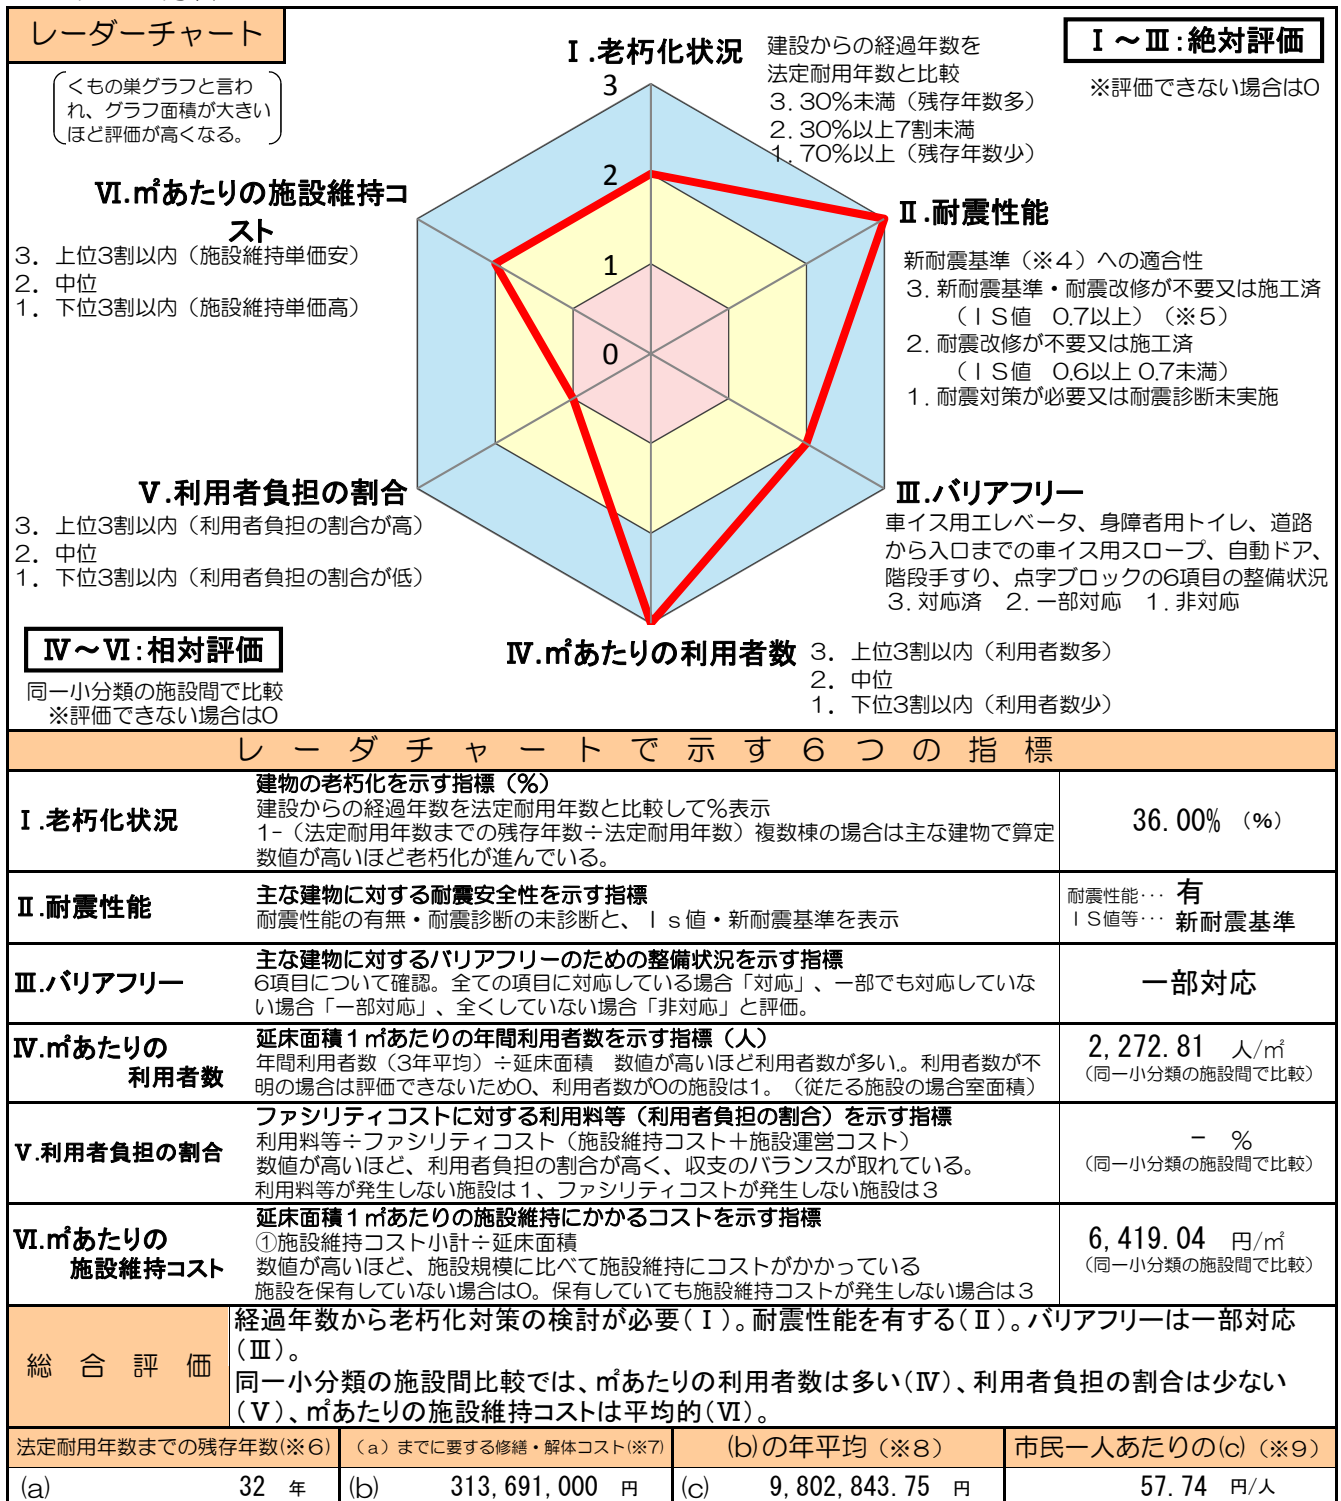 レーダーチャート
くもの巣グラフと言わ
れ、グラフ面積が大きい
ほど評価が高くなる。
Ⅰ～Ⅲ:絶対評価
※評価できない場合は0
Ⅰ.老朽化状況
建設からの経過年数を
法定耐用年数と比較
3. 30％未満（残存年数多）
2. 30％以上7割未満
1. 70％以上（残存年数少）
3
2
1
0
Ⅱ.耐震性能
新耐震基準（※4）への適合性
3. 新耐震基準・耐震改修が不要又は施工済
（ＩＳ値　0.7以上）（※5）
2. 耐震改修が不要又は施工済
（ＩＳ値　0.6以上 0.7未満）
1. 耐震対策が必要又は耐震診断未実施
Ⅵ.㎡あたりの施設維持コ
スト
3. 上位3割以内（施設維持単価安）
2. 中位
1. 下位3割以内（施設維持単価高）
Ⅴ.利用者負担の割合
3. 上位3割以内（利用者負担の割合が高）
2. 中位
1. 下位3割以内（利用者負担の割合が低）
Ⅲ.バリアフリー
車イス用エレベータ、身障者用トイレ、道路
から入口までの車イス用スロープ、自動ドア、
階段手すり、点字ブロックの6項目の整備状況
3. 対応済　2. 一部対応　1. 非対応
Ⅳ～Ⅵ:相対評価
同一小分類の施設間で比較
※評価できない場合は0
Ⅳ.㎡あたりの利用者数
3. 上位3割以内（利用者数多）
2. 中位
1. 下位3割以内（利用者数少）
レーダチャートで示す６つの指標
Ⅰ.老朽化状況
建物の老朽化を示す指標（％）
建設からの経過年数を法定耐用年数と比較して％表示
1-（法定耐用年数までの残存年数÷法定耐用年数）複数棟の場合は主な建物で算定
数値が高いほど老朽化が進んでいる。
36.00%（％）
Ⅱ.耐震性能
主な建物に対する耐震安全性を示す指標
耐震性能の有無・耐震診断の未診断と、Ｉｓ値・新耐震基準を表示
耐震性能… 有
ＩＳ値等… 新耐震基準
Ⅲ.バリアフリー
主な建物に対するバリアフリーのための整備状況を示す指標
6項目について確認。全ての項目に対応している場合「対応」、一部でも対応していな
い場合「一部対応」、全くしていない場合「非対応」と評価。
一部対応
Ⅳ.㎡あたりの
利用者数
延床面積１㎡あたりの年間利用者数を示す指標（人）
年間利用者数（3年平均）÷延床面積　数値が高いほど利用者数が多い。利用者数が不
明の場合は評価できないため0、利用者数が0の施設は1。（従たる施設の場合室面積）
2,272.81 人/㎡
（同一小分類の施設間で比較）
Ⅴ.利用者負担の割合
ファシリティコストに対する利用料等（利用者負担の割合）を示す指標
利用料等÷ファシリティコスト（施設維持コスト＋施設運営コスト）
数値が高いほど、利用者負担の割合が高く、収支のバランスが取れている。
利用料等が発生しない施設は１、ファシリティコストが発生しない施設は３
- ％
（同一小分類の施設間で比較）
Ⅵ.㎡あたりの
施設維持コスト
延床面積１㎡あたりの施設維持にかかるコストを示す指標
①施設維持コスト小計÷延床面積
数値が高いほど、施設規模に比べて施設維持にコストがかかっている
施設を保有していない場合は0。保有していても施設維持コストが発生しない場合は３
6,419.04 円/㎡
（同一小分類の施設間で比較）
総合評価
経過年数から老朽化対策の検討が必要(Ⅰ)。耐震性能を有する(Ⅱ)。バリアフリーは一部対応
(Ⅲ)。
同一小分類の施設間比較では、㎡あたりの利用者数は多い(Ⅳ)、利用者負担の割合は少ない
(Ⅴ)、㎡あたりの施設維持コストは平均的(Ⅵ)。
法定耐用年数までの残存年数(※6)
（a）までに要する修繕・解体コスト(※7)
(b)の年平均（※8）
市民一人あたりの(c)（※9）
(a) 32 年
(b) 313,691,000 円
(c) 9,802,843.75 円
57.74 円/人